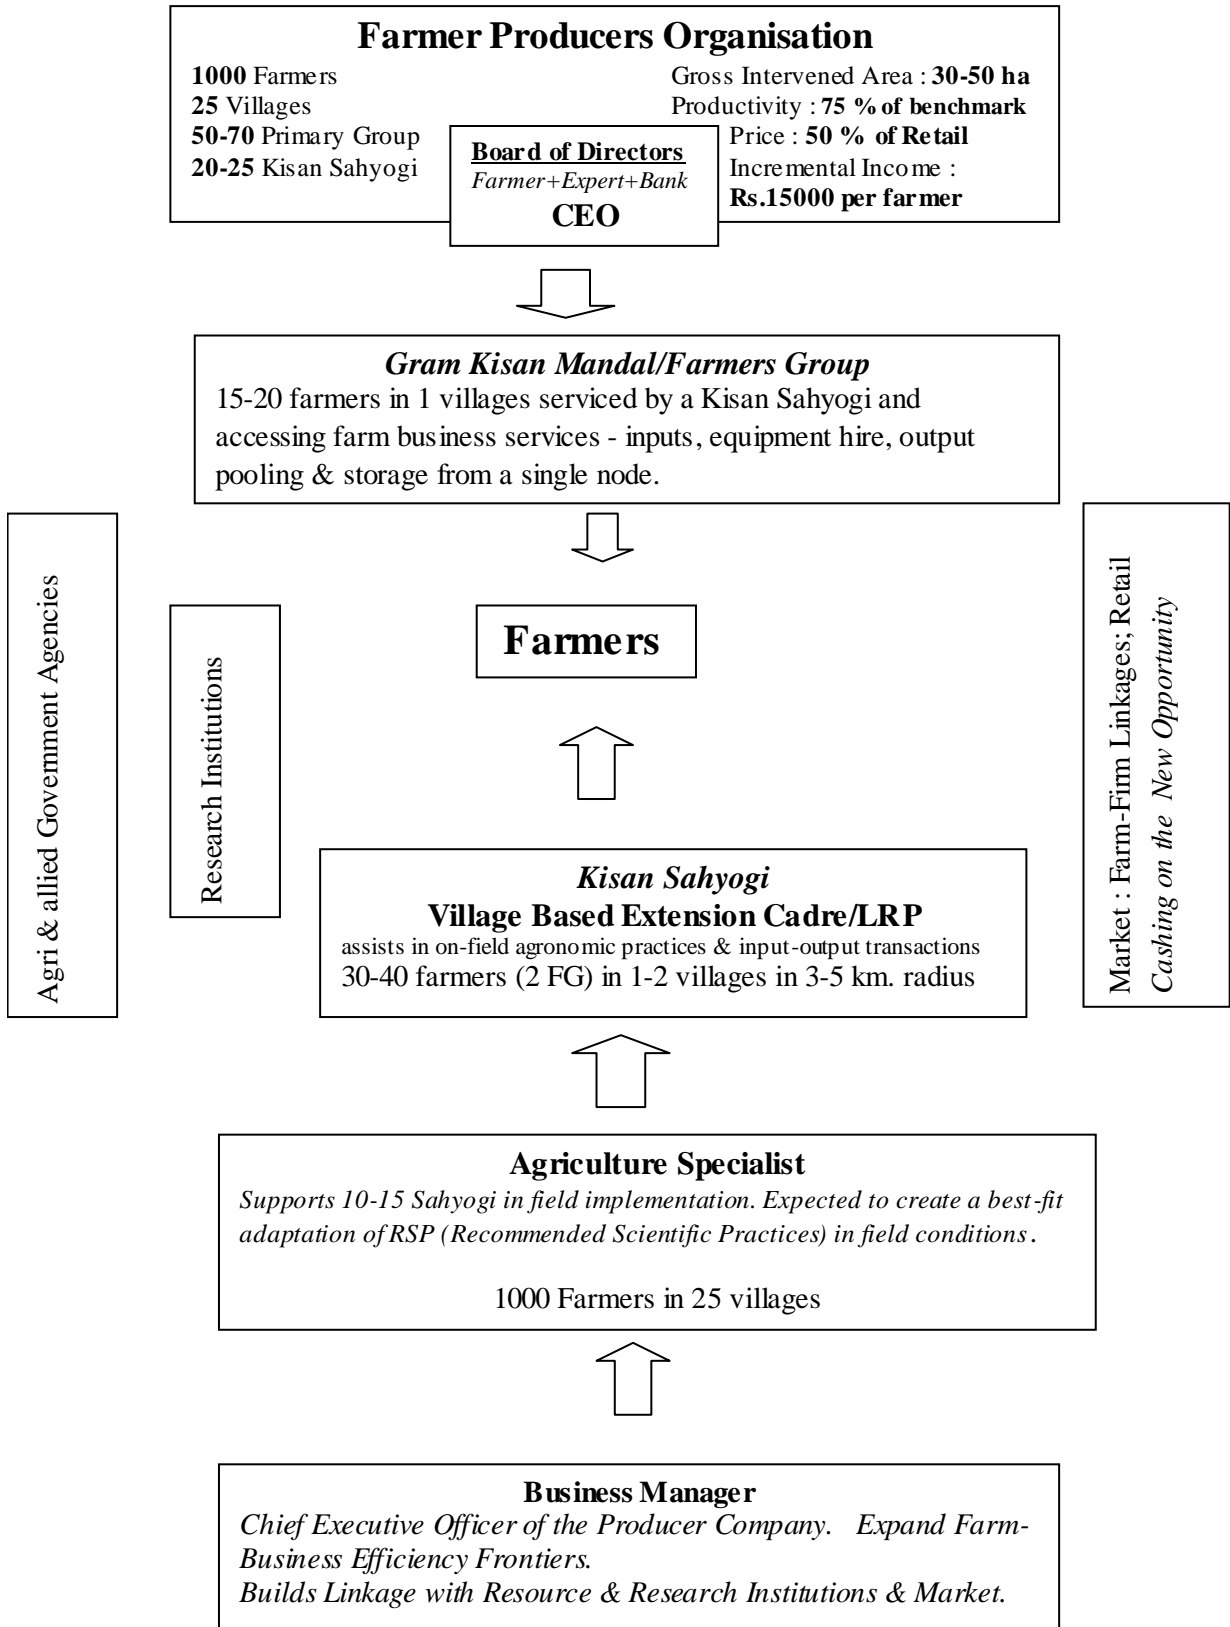 Farmer Producers Organisation
1000 Farmers
25 Villages
50-70 Primary Group
20-25 Kisan Sahyogi
Gross Intervened Area : 30-50 ha
Productivity : 75 % of benchmark
Price : 50 % of Retail
Incremental Income :
Rs.15000 per farmer
Board of Directors
Farmer+Expert+Bank
CEO
Gram Kisan Mandal/Farmers Group
15-20 farmers in 1 villages serviced by a Kisan Sahyogi and
accessing farm business services - inputs, equipment hire, output
pooling & storage from a single node.
Agri & allied Government Agencies
Research Institutions
Farmers
Market : Farm-Firm Linkages; Retail
Cashing on the New Opportunity
Kisan Sahyogi
Village Based Extension Cadre/LRP
assists in on-field agronomic practices & input-output transactions
30-40 farmers (2 FG) in 1-2 villages in 3-5 km. radius
Agriculture Specialist
Supports 10-15 Sahyogi in field implementation. Expected to create a best-fit
adaptation of RSP (Recommended Scientific Practices) in field conditions.
1000 Farmers in 25 villages
Business Manager
Chief Executive Officer of the Producer Company. Expand Farm-
Business Efficiency Frontiers.
Builds Linkage with Resource & Research Institutions & Market.